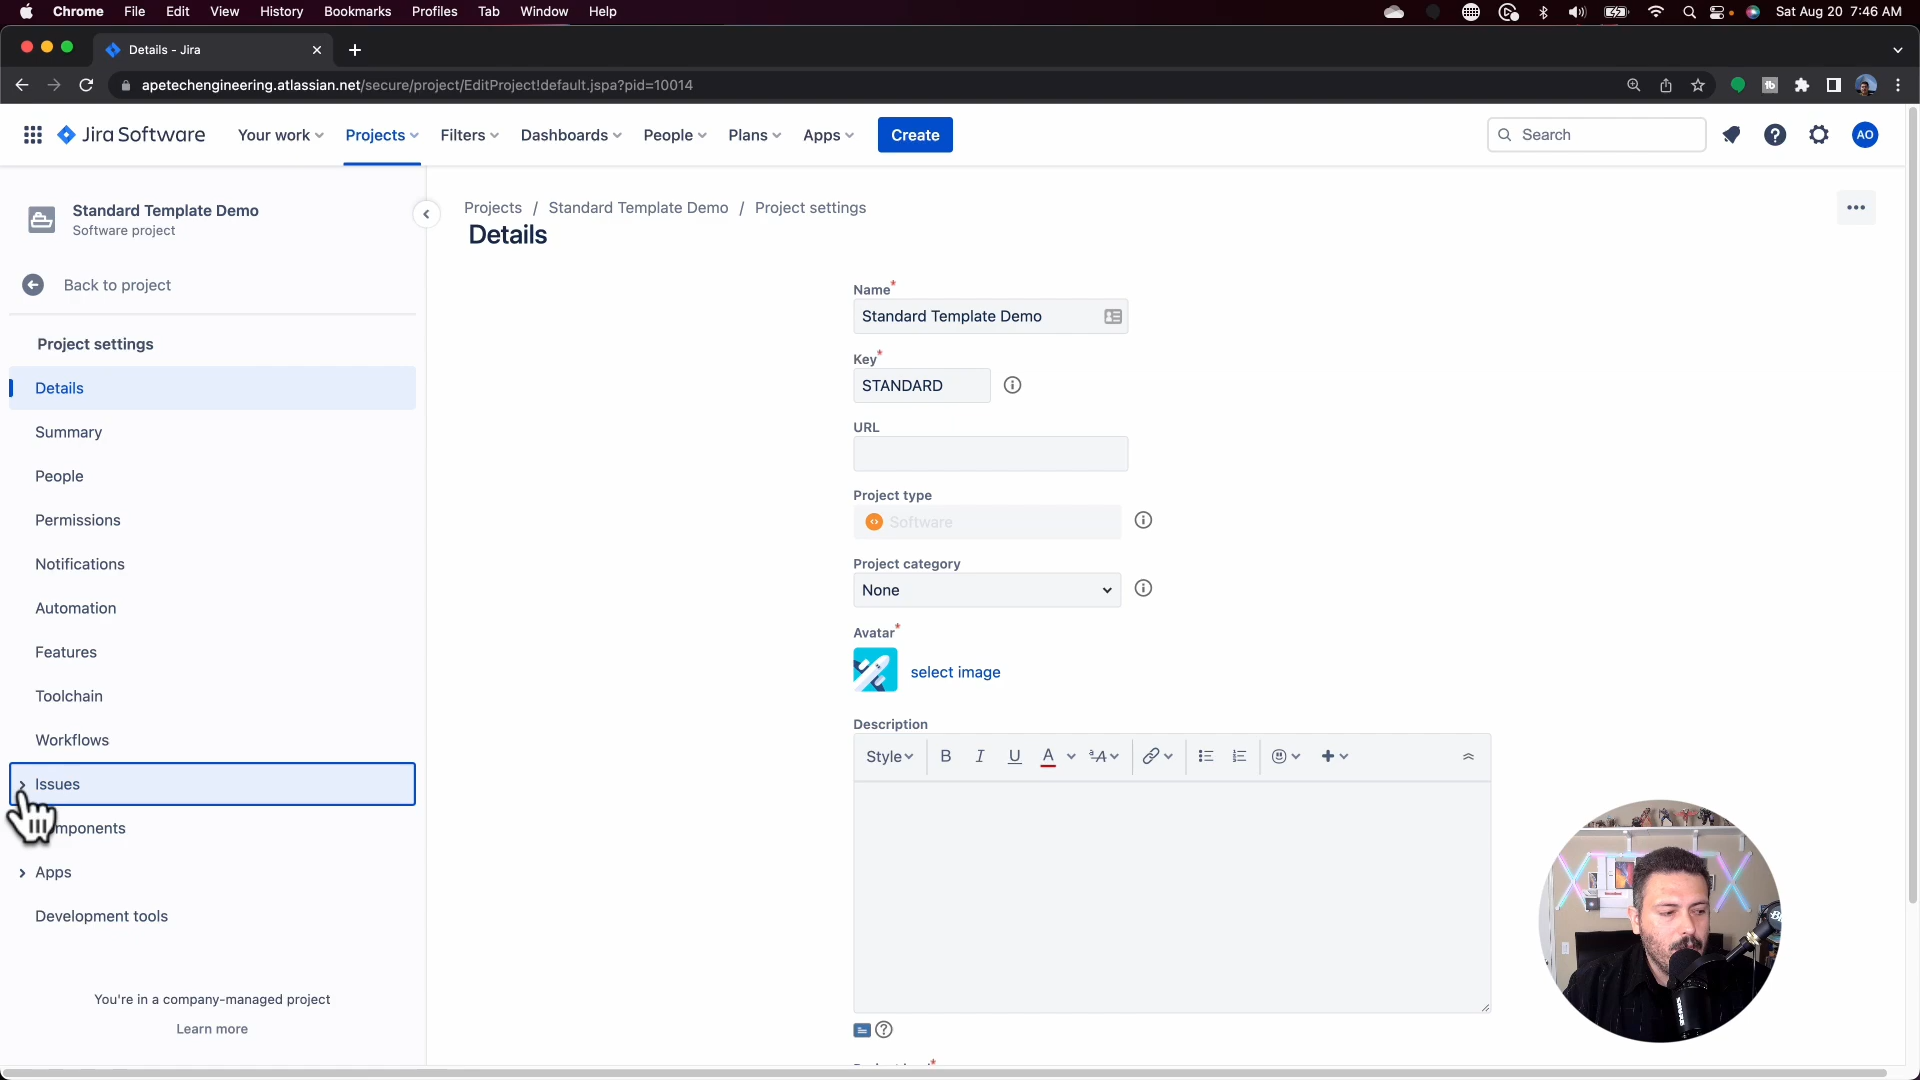 Chrome File Edit View History Bookmarks Profiles Tab Window Help Sat Aug 20 7:46 AM
Details - Jira
apetechengineering.atlassian.net/secure/project/EditProject!default.jspa?pid=10014
Jira Software Your work Projects Filters Dashboards People Plans Apps Create Search AO
Standard Template Demo
Software project
Back to project
Project settings
Details
Summary
People
Permissions
Notifications
Automation
Features
Toolchain
Workflows
Issues
mponents
Apps
Development tools
You're in a company-managed project
Learn more
Projects / Standard Template Demo / Project settings
Details
Name*
Standard Template Demo
Key*
STANDARD
URL
Project type
Software
Project category
None
Avatar*
select image
Description
Style B I U A A